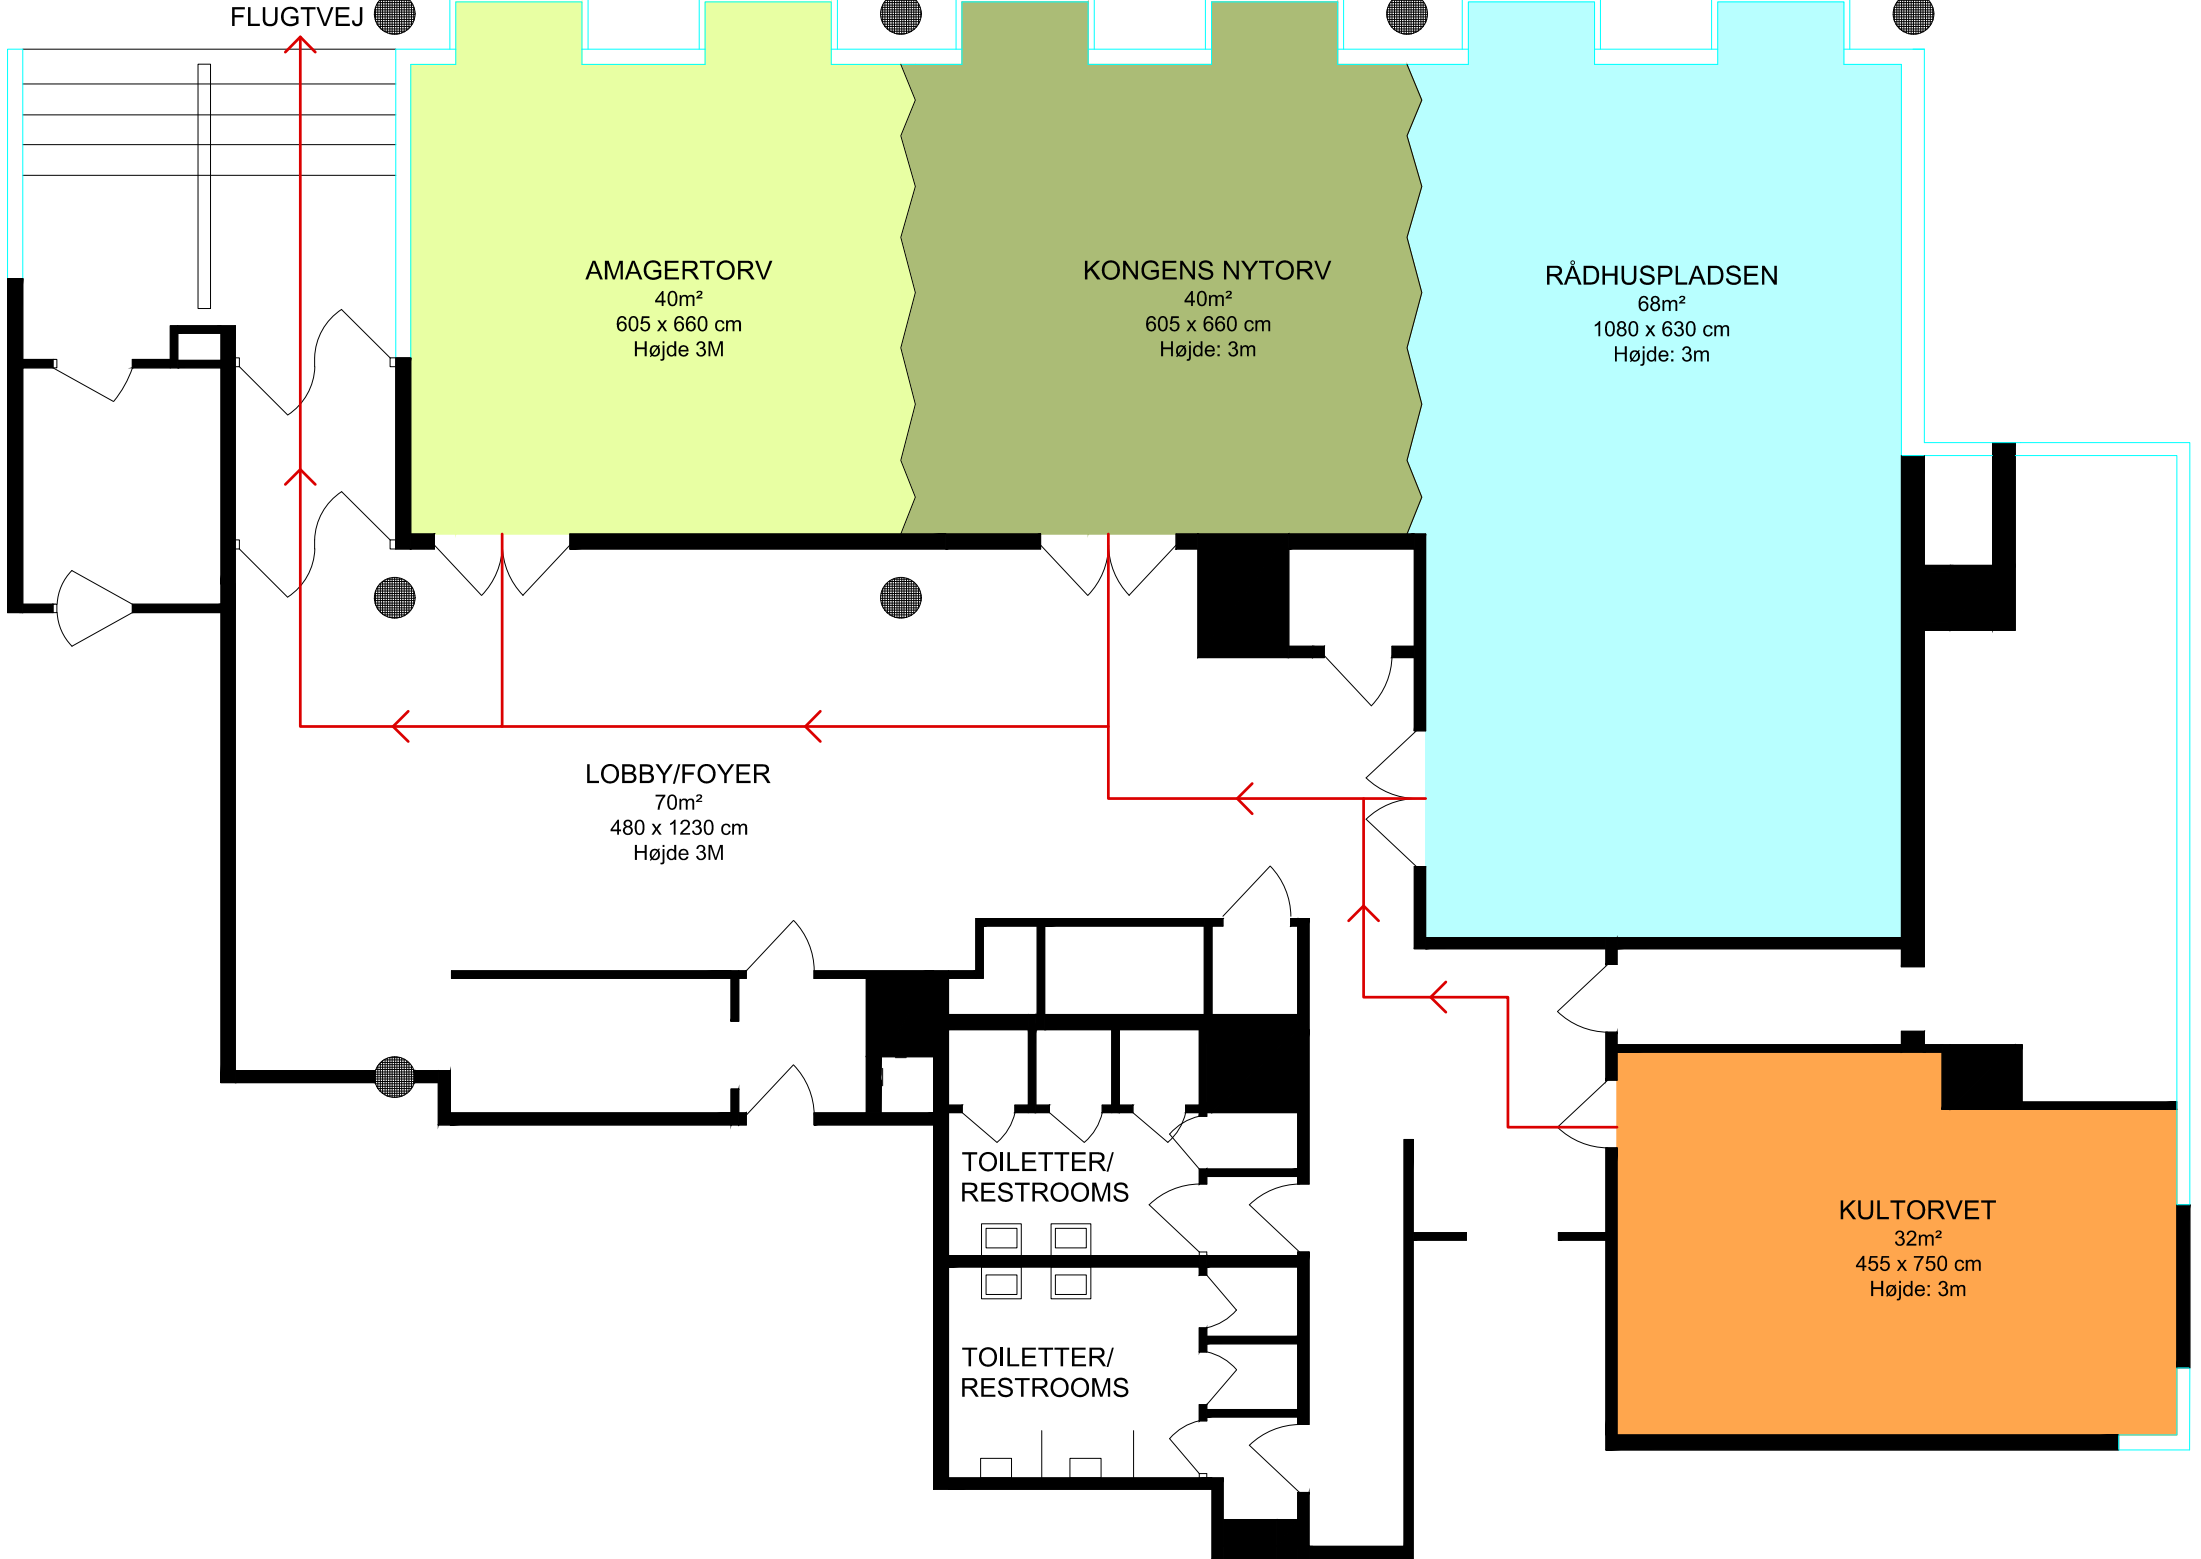 FLUGTVEJ
AMAGERTORV
40m²
605 x 660 cm
Højde 3M
KONGENS NYTORV
40m²
605 x 660 cm
Højde: 3m
RÅDHUSPLADSEN
68m²
1080 x 630 cm
Højde: 3m
LOBBY/FOYER
70m²
480 x 1230 cm
Højde 3M
TOILETTER/
RESTROOMS
KULTORVET
32m²
455 x 750 cm
Højde: 3m
TOILETTER/
RESTROOMS